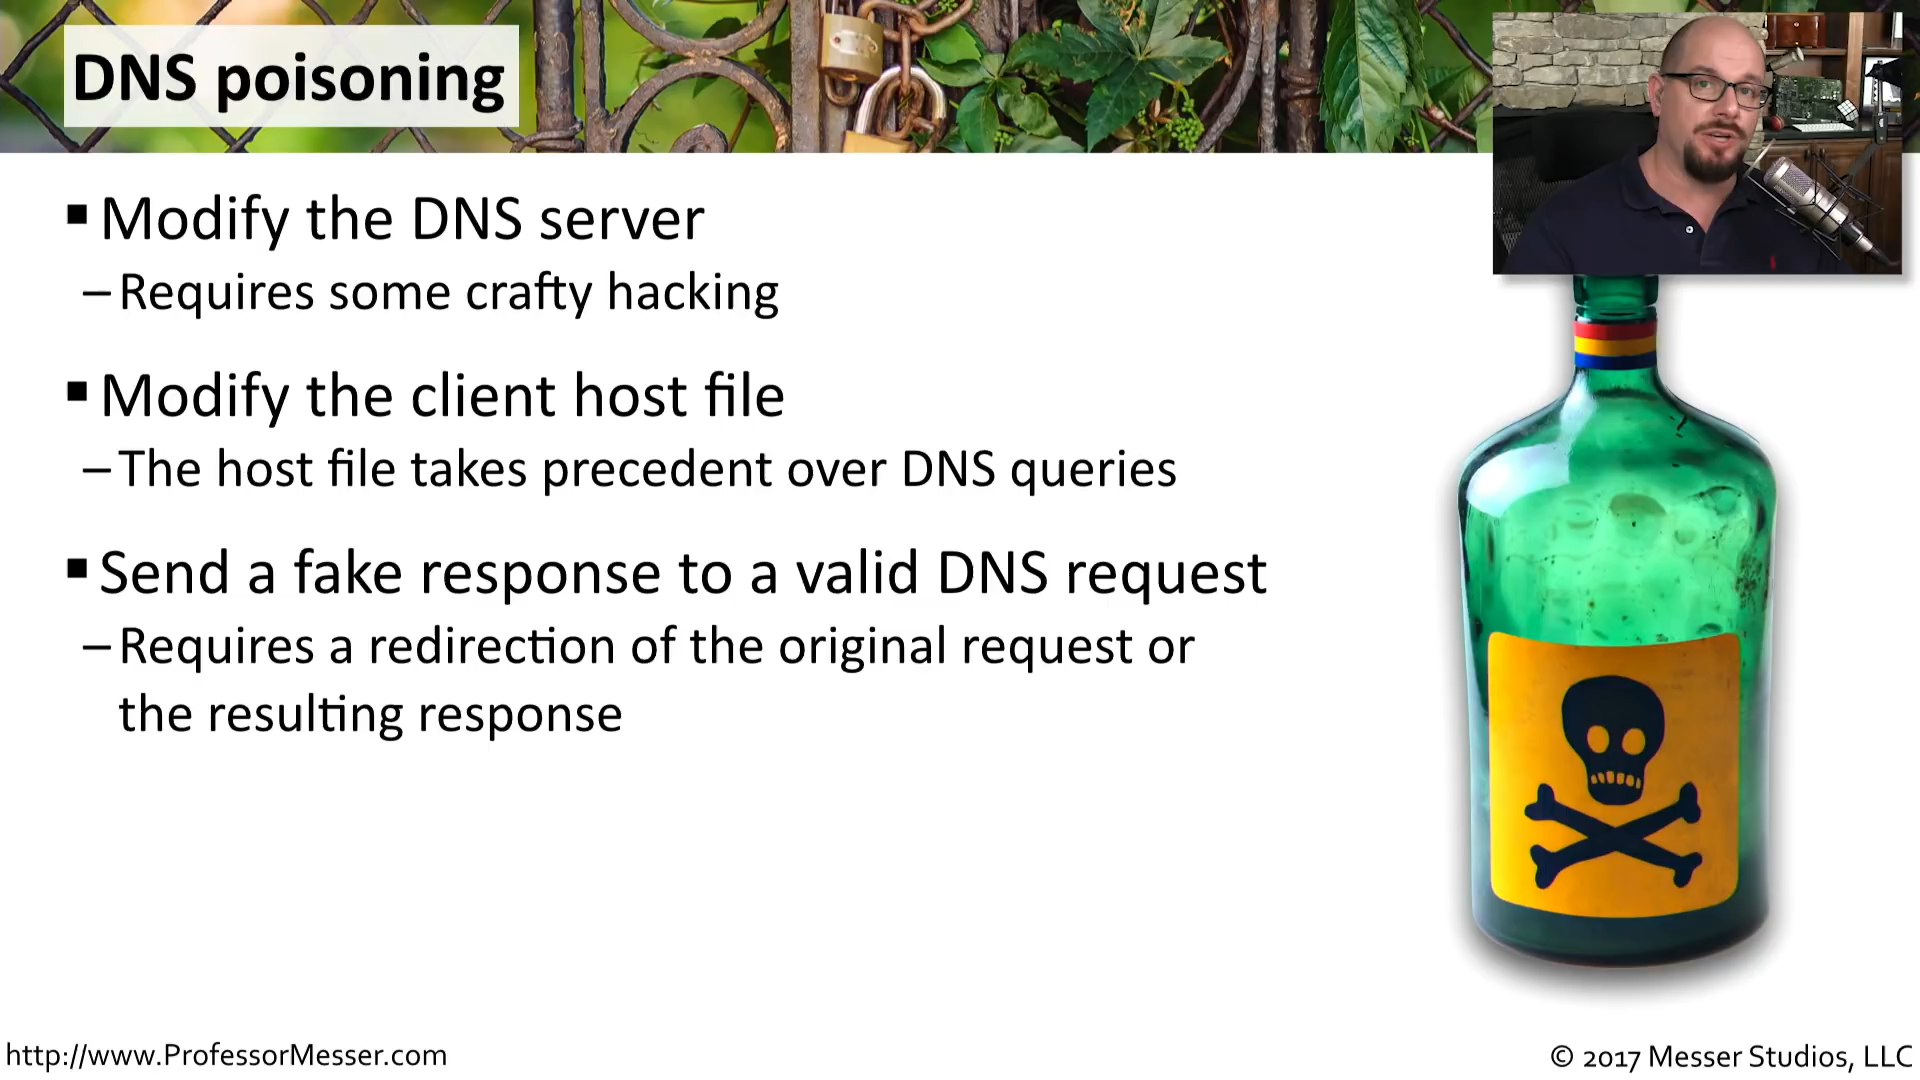 DNS poisoning
▪ Modify the DNS server
– Requires some crafty hacking
▪ Modify the client host file
– The host file takes precedent over DNS queries
▪ Send a fake response to a valid DNS request
– Requires a redirection of the original request or
the resulting response
http://www.ProfessorMesser.com
© 2017 Messer Studios, LLC